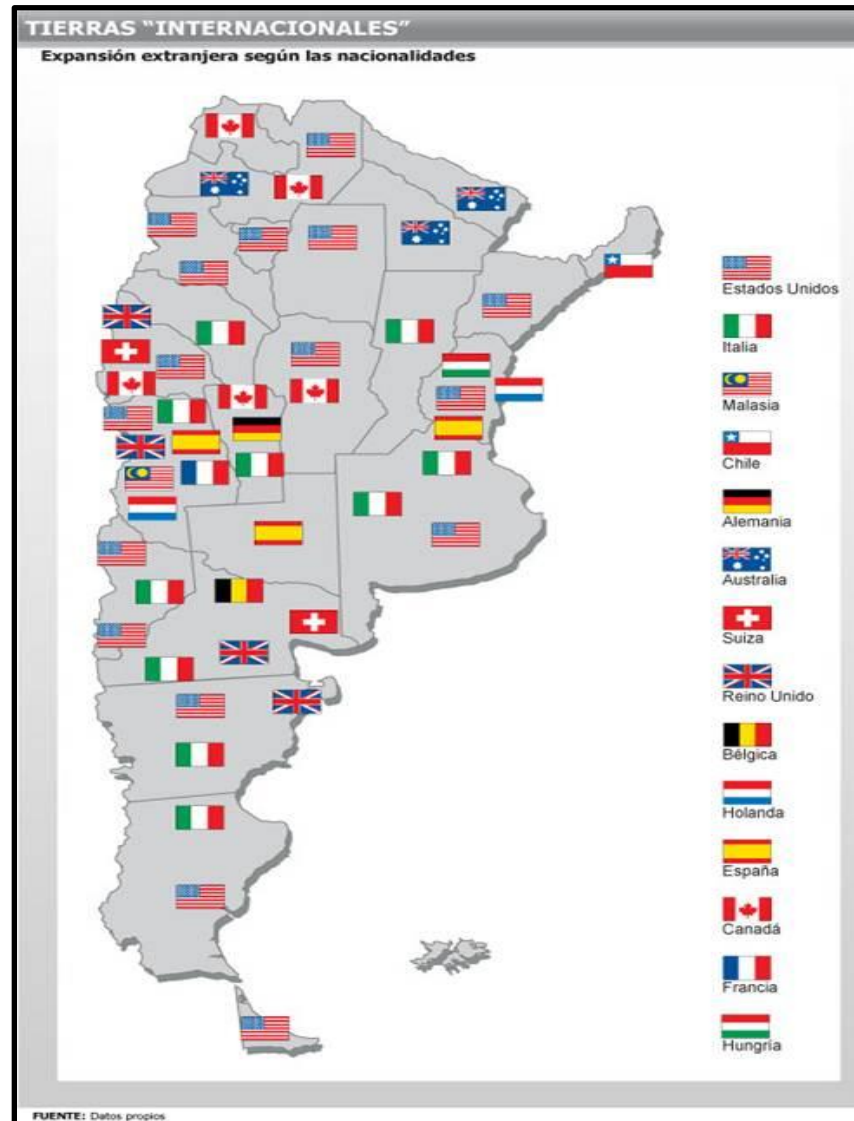 TIERRAS "INTERNACIONALES"
Expansión extranjera según las nacionalidades
Estados Unidos
Italia
Malasia
Chile
Alemania
Australia
Suiza
Reino Unido
Bélgica
Holanda
España
Canadá
Francia
Hungría
FUENTE: Datos propios